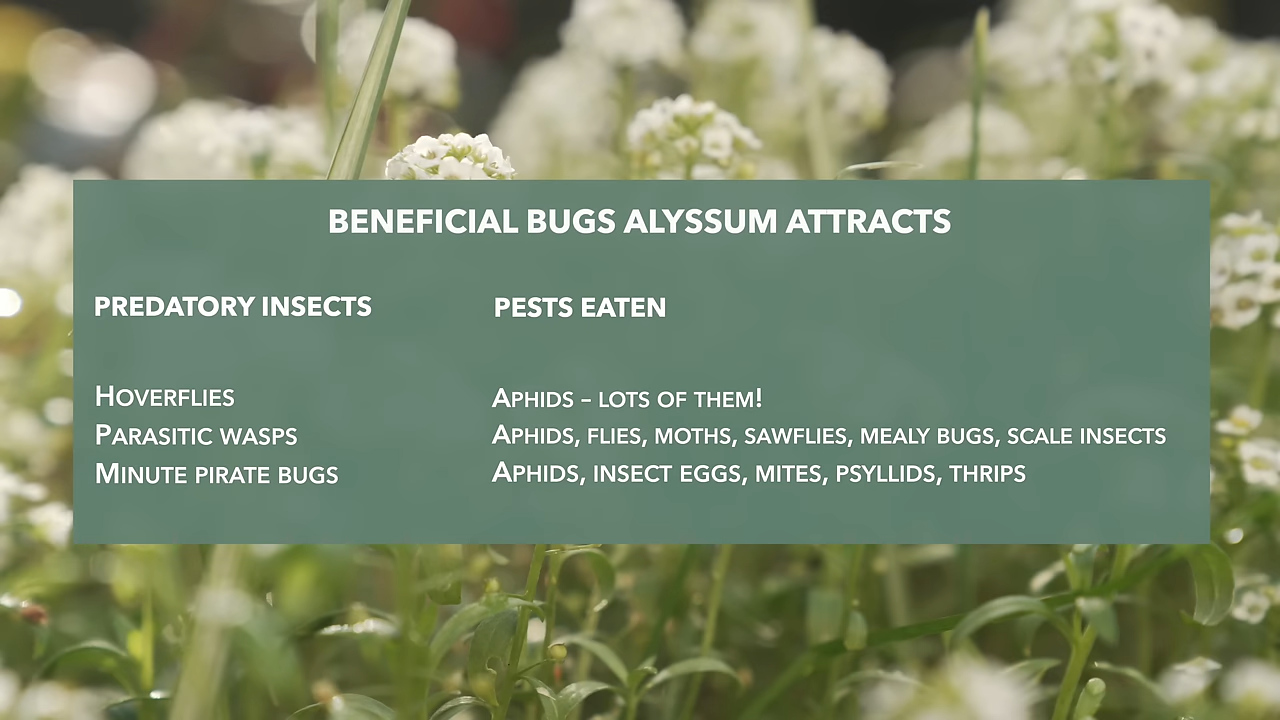 BENEFICIAL BUGS ALYSSUM ATTRACTS
PREDATORY INSECTS PESTS EATEN
HOVERFLIES APHIDS – LOTS OF THEM!
PARASITIC WASPS APHIDS, FLIES, MOTHS, SAWFLIES, MEALY BUGS, SCALE INSECTS
MINUTE PIRATE BUGS APHIDS, INSECT EGGS, MITES, PSYLLIDS, THRIPS